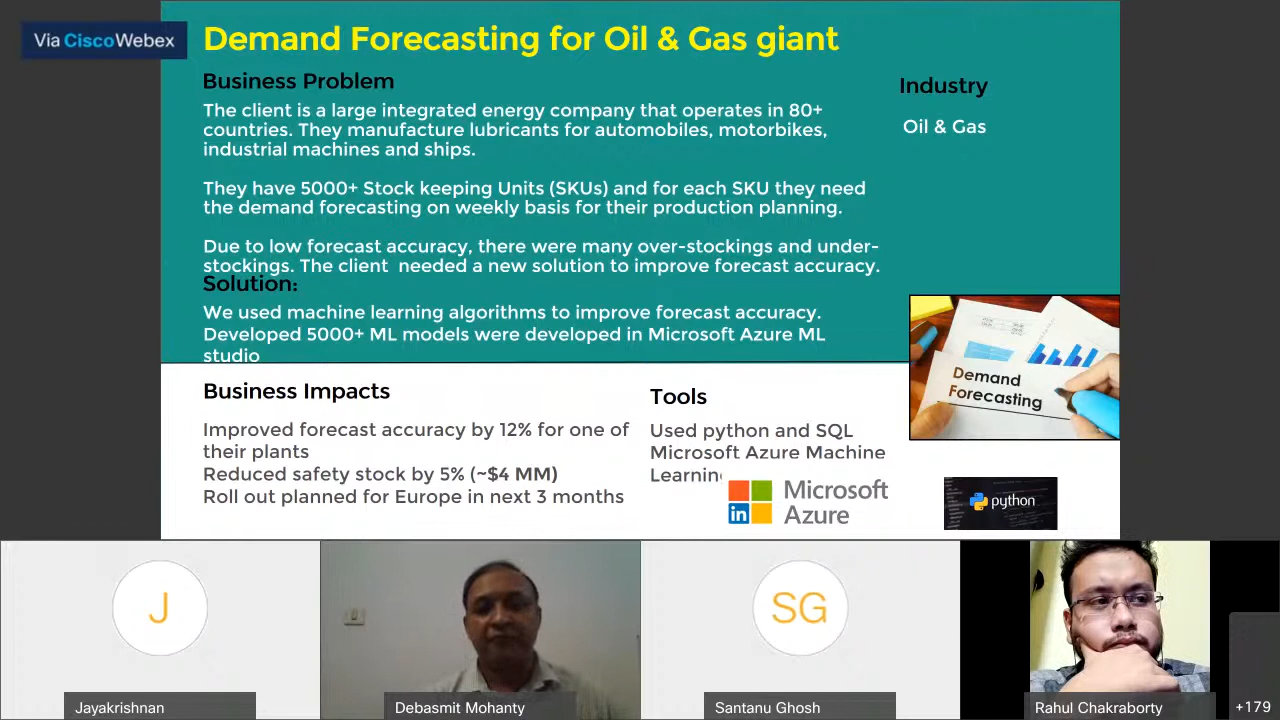 Via CiscoWebex
Demand Forecasting for Oil & Gas giant
Business Problem
The client is a large integrated energy company that operates in 80+
countries. They manufacture lubricants for automobiles, motorbikes,
industrial machines and ships.
They have 5000+ Stock keeping Units (SKUs) and for each SKU they need
the demand forecasting on weekly basis for their production planning.
Due to low forecast accuracy, there were many over-stockings and under-
stockings. The client  needed a new solution to improve forecast accuracy.
Solution:
We used machine learning algorithms to improve forecast accuracy.
Developed 5000+ ML models were developed in Microsoft Azure ML
studio
Industry
Oil & Gas
Demand
Forecasting
Business Impacts
Improved forecast accuracy by 12% for one of
their plants
Reduced safety stock by 5% (~$4 MM)
Roll out planned for Europe in next 3 months
Tools
Used python and SQL
Microsoft Azure Machine
Learning
Microsoft
Azure
in
python
J
Jayakrishnan
Debasmit Mohanty
SG
Santanu Ghosh
Rahul Chakraborty
+179